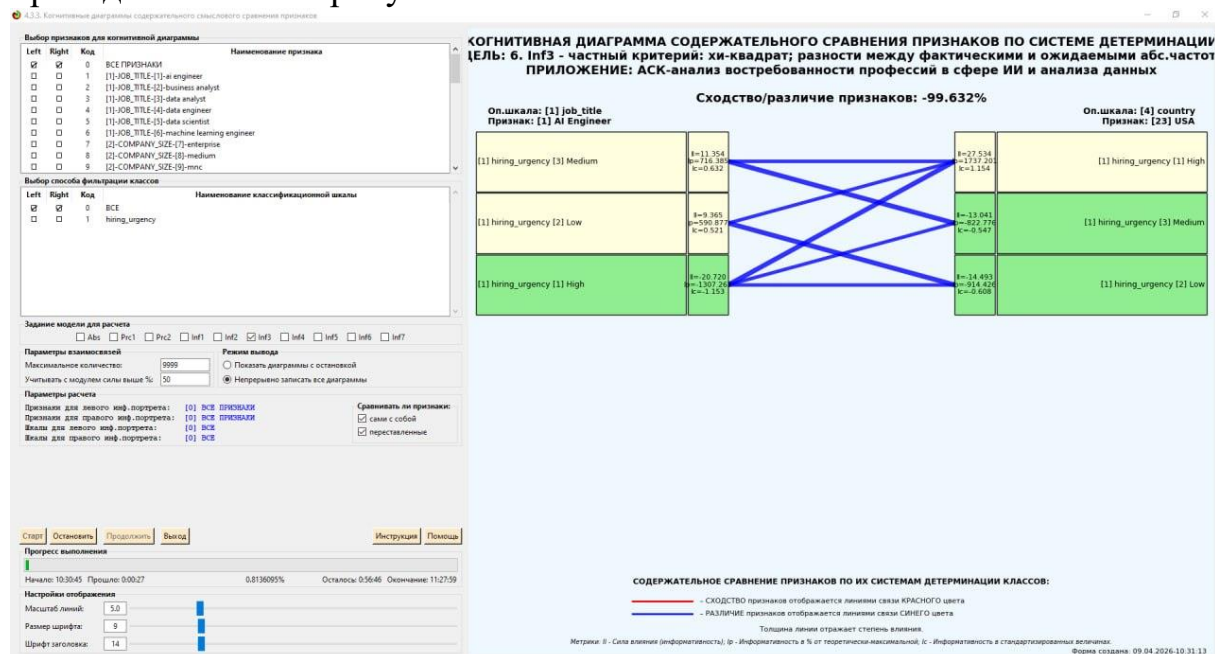 4.3.3. Когнитивные диаграммы содержательного смыслового сравнения признаков
Выбор признаков для когнитивной диаграммы
Left Right Код Наименование признака
0 ВСЕ ПРИЗНАКИ
1 [1]-JOB_TITLE-[1]-ai engineer
2 [1]-JOB_TITLE-[2]-business analyst
3 [1]-JOB_TITLE-[3]-data analyst
4 [1]-JOB_TITLE-[4]-data engineer
5 [1]-JOB_TITLE-[5]-data scientist
6 [1]-JOB_TITLE-[6]-machine learning engineer
7 [2]-COMPANY_SIZE-[7]-enterprise
8 [2]-COMPANY_SIZE-[8]-medium
9 [2]-COMPANY_SIZE-[9]-mnc
Выбор способа фильтрации классов
Left Right Код Наименование классификационной шкалы
0 ВСЕ
1 hiring_urgency
Задание модели для расчета
Abs Prc1 Prc2 Inf1 Inf2 Inf3 Inf4 Inf5 Inf6 Inf7
Параметры взаимосвязей
Максимальное количество: 9999
Учитывать с модулем силы выше %: 50
Режим вывода
Показать диаграммы с остановкой
Непрерывно записать все диаграммы
Параметры расчета
Признаки для левого инф.портрета: [0] ВСЕ ПРИЗНАКИ
Признаки для правого инф.портрета: [0] ВСЕ ПРИЗНАКИ
Шкалы для левого инф.портрета: [0] ВСЕ
Шкалы для правого инф.портрета: [0] ВСЕ
Сравнивать ли признаки:
сами с собой
переставленные
Старт Остановить Продолжить Выход Инструкция Помощь
Прогресс выполнения
Начало: 10:30:45 Прошло: 0:00:27 0.8136095% Осталось: 0:56:46 Окончание: 11:27:59
Настройки отображения
Масштаб линий: 5.0
Размер шрифта: 9
Шрифт заголовка: 14
КОГНИТИВНАЯ ДИАГРАММА СОДЕРЖАТЕЛЬНОГО СРАВНЕНИЯ ПРИЗНАКОВ ПО СИСТЕМЕ ДЕТЕРМИНАЦИИ
ДЕЛЬ: 6. Inf3 - частный критерий: хи-квадрат; разности между фактическими и ожидаемыми абс.частот
ПРИЛОЖЕНИЕ: АСК-анализ востребованности профессий в сфере ИИ и анализа данных
Сходство/различие признаков: -99.632%
Оп.шкала: [1] job_title
Признак: [1] AI Engineer
Оп.шкала: [4] country
Признак: [23] USA
[1] hiring_urgency [3] Medium
II=11.354
Ip=716.385
Ic=0.632
II=27.534
Ip=1737.201
Ic=1.154
[1] hiring_urgency [1] High
[1] hiring_urgency [2] Low
II=9.365
Ip=590.877
Ic=0.521
II=-13.041
Ip=-822.776
Ic=-0.547
[1] hiring_urgency [3] Medium
[1] hiring_urgency [1] High
II=-20.720
Ip=-1307.26
Ic=-1.153
II=-14.493
Ip=-914.426
Ic=-0.608
[1] hiring_urgency [2] Low
СОДЕРЖАТЕЛЬНОЕ СРАВНЕНИЕ ПРИЗНАКОВ ПО ИХ СИСТЕМАМ ДЕТЕРМИНАЦИИ КЛАССОВ:
– СХОДСТВО признаков отображается линиями связи КРАСНОГО цвета
– РАЗЛИЧИЕ признаков отображается линиями связи СИНЕГО цвета
Толщина линии отражает степень влияния.
Метрики: II - Сила влияния (информативность); Ip - Информативность в % от теоретически-максимальной; Ic - Информативность в стандартизированных величинах.
Форма создана: 09.04.2026-10:31:13